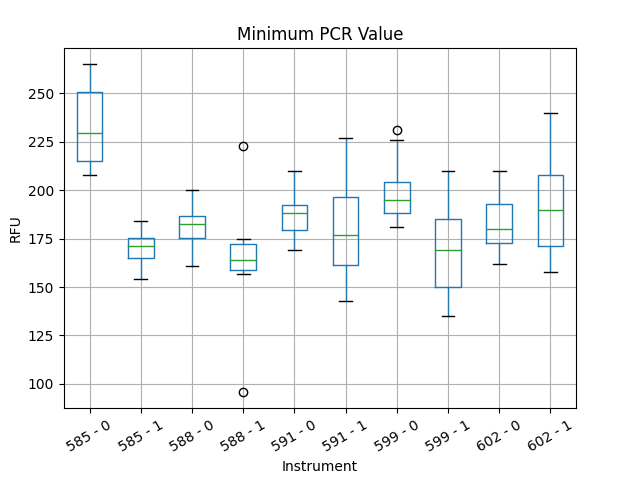 Minimum PCR Value
RFU
250
225
200
175
150
125
100
585 - 0
585 - 1
588 - 0
588 - 1
591 - 0
591 - 1
599 - 0
599 - 1
602 - 0
602 - 1
Instrument